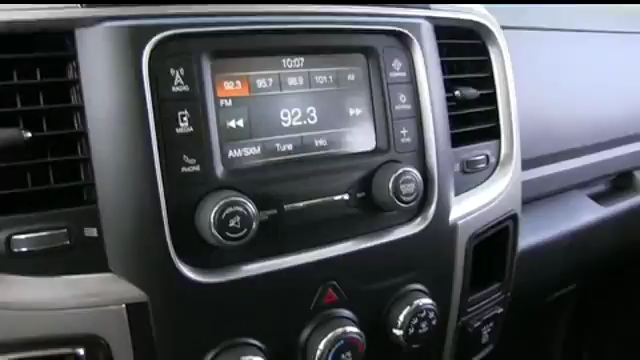 10:07
92.3 95.7 98.9 101.1 All
FM
92.3
AM/SXM Tune Info
RADIO
MEDIA
PHONE